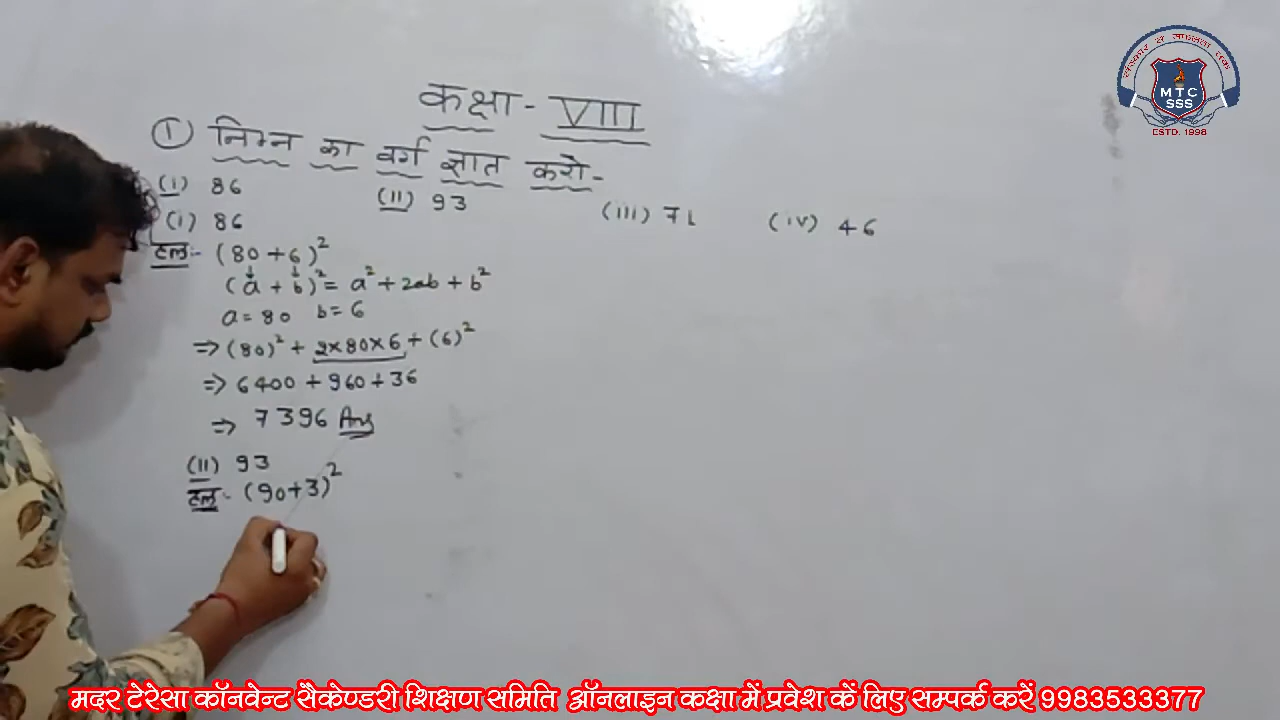 कक्षा - VIII
① निम्न का वर्ग ज्ञात करो -
(i) 86 (ii) 93 (iii) 71 (iv) 46
(i) 86
हल:- (80+6)²
(a + b)² = a² + 2ab + b²
a = 80 b = 6
⇒ (80)² + 2×80×6 + (6)²
⇒ 6400 + 960 + 36
⇒ 7396 Ans
(ii) 93
हल:- (90+3)²
संस्कार से सफलता तक
MTC
SSS
ESTD. 1998
मदर टेरेसा कॉनवेन्ट सैकेण्डरी शिक्षण समिति ऑनलाइन कक्षा में प्रवेश कें लिए सम्पर्क करें 9983533377